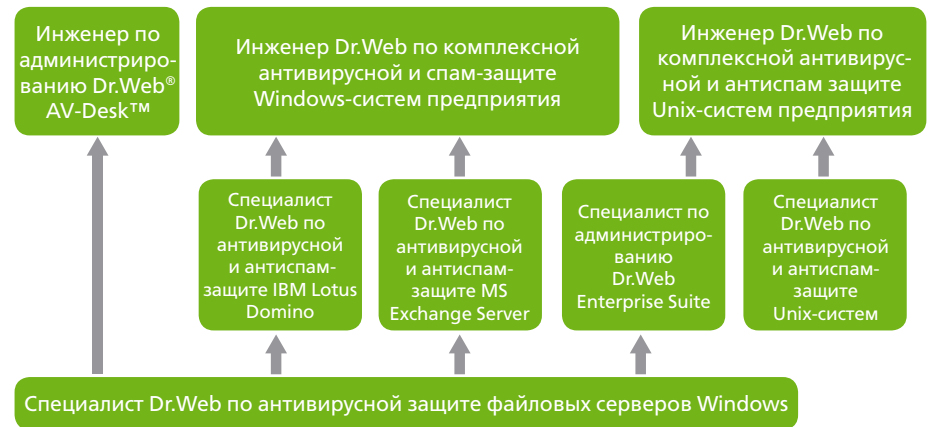 Инженер по
администриро-
ванию Dr.Web®
AV-Desk™
Инженер Dr.Web по комплексной
антивирусной и спам-защите
Windows-систем предприятия
Инженер Dr.Web по
комплексной антивирус-
ной и антиспам защите
Unix-систем предприятия
Специалист
Dr.Web по
антивирусной
и антиспам-
защите IBM Lotus
Domino
Специалист
Dr.Web по
антивирусной
и антиспам-
защите MS
Exchange Server
Специалист по
администриро-
ванию
Dr.Web
Enterprise Suite
Специалист
Dr.Web по
антивирусной
и антиспам-
защите
Unix-систем
Специалист Dr.Web по антивирусной защите файловых серверов Windows